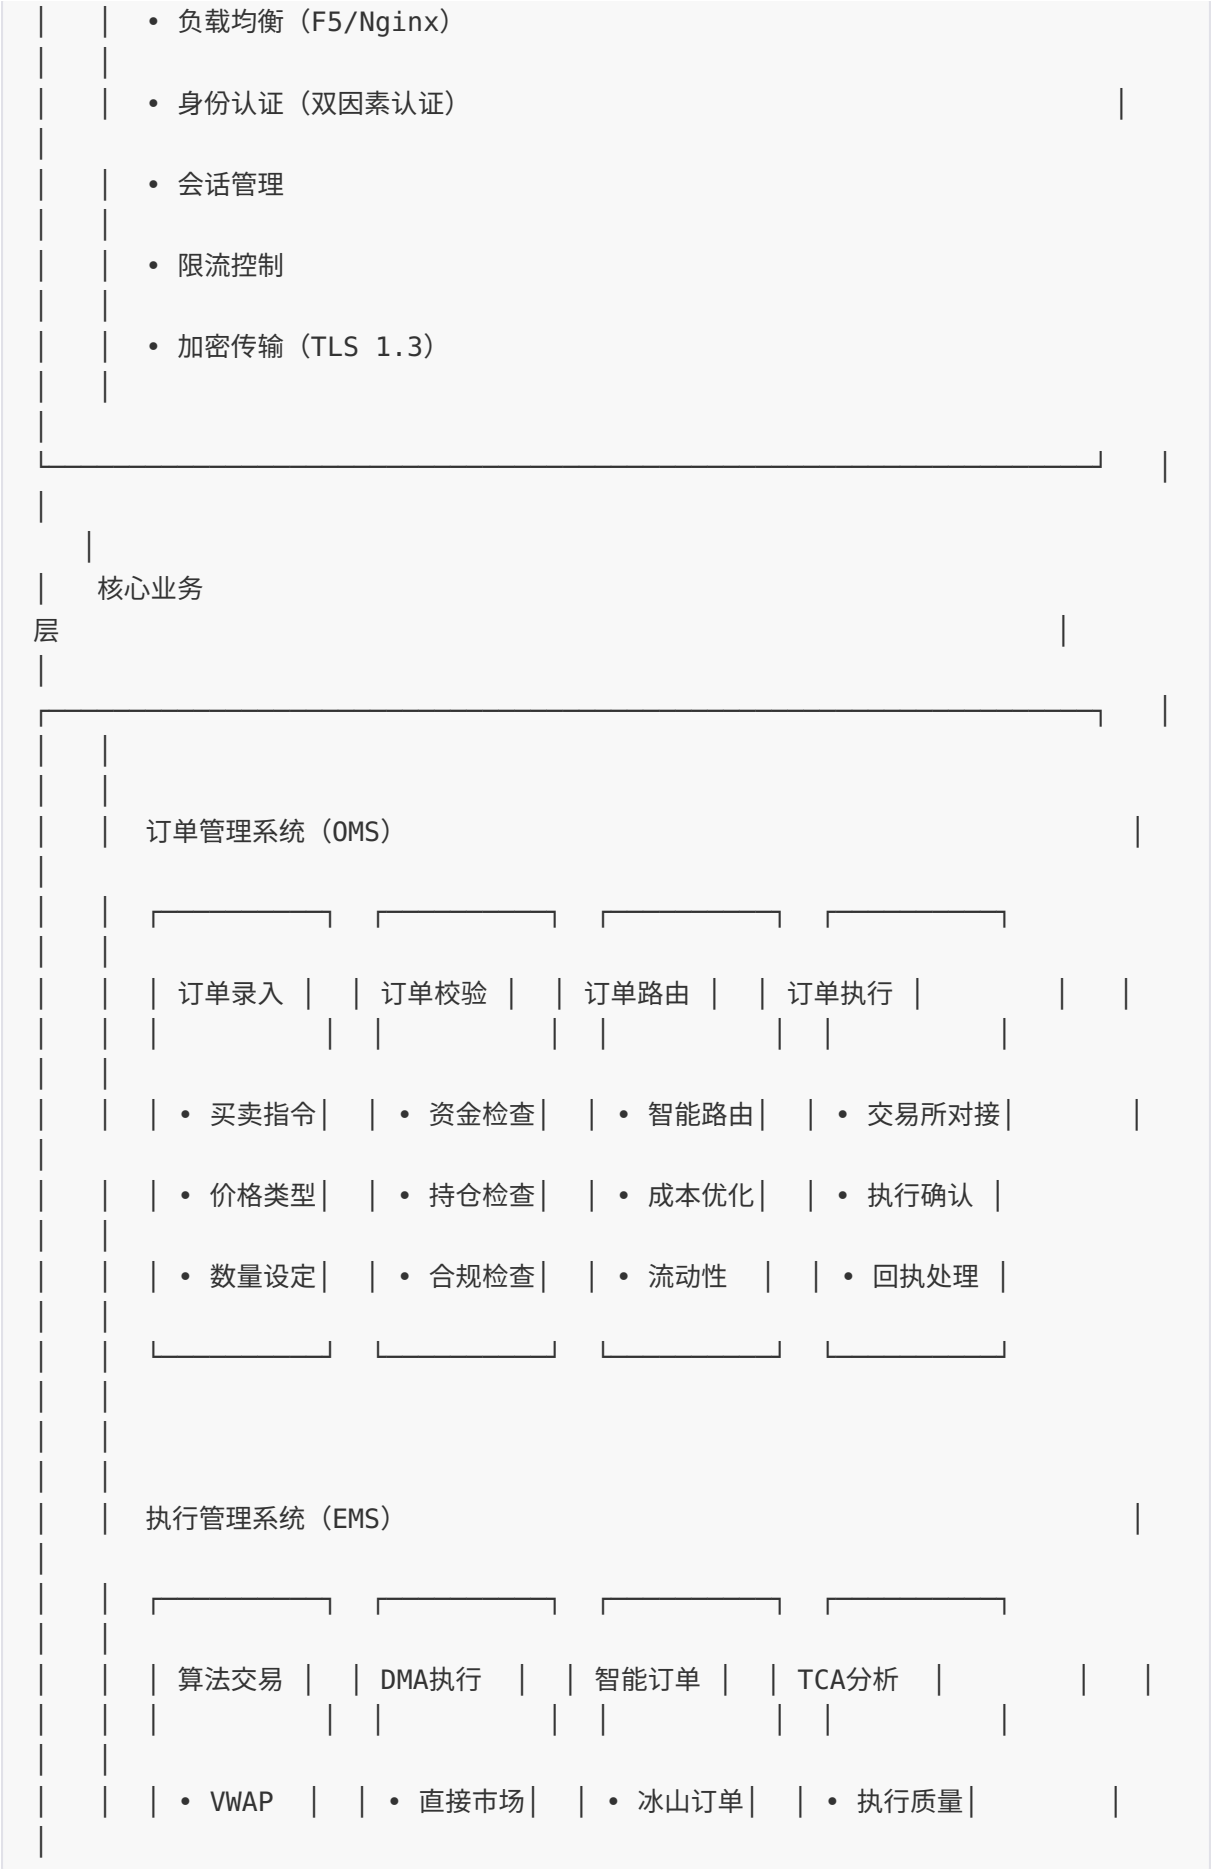 • 负载均衡（F5/Nginx）
• 身份认证（双因素认证）
• 会话管理
• 限流控制
• 加密传输（TLS 1.3）
核心业务
层
订单管理系统（OMS）
│ 订单录入 │ │ 订单校验 │ │ 订单路由 │ │ 订单执行 │
│ • 买卖指令│ │ • 资金检查│ │ • 智能路由│ │ • 交易所对接│
│ • 价格类型│ │ • 持仓检查│ │ • 成本优化│ │ • 执行确认 │
│ • 数量设定│ │ • 合规检查│ │ • 流动性 │ │ • 回执处理 │
执行管理系统（EMS）
│ 算法交易 │ │ DMA执行 │ │ 智能订单 │ │ TCA分析 │
│ • VWAP │ │ • 直接市场│ │ • 冰山订单│ │ • 执行质量│